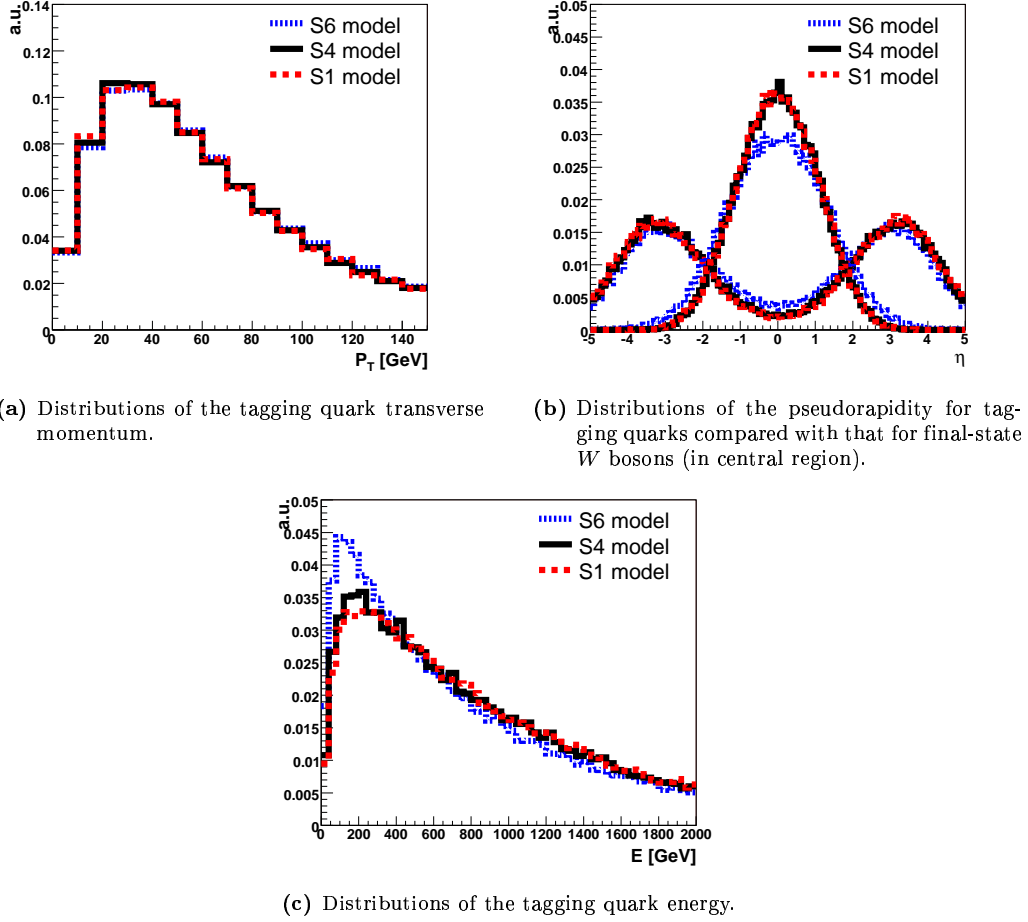 a.u.
0.14
0.12
0.1
0.08
0.06
0.04
0.02
0
S6 model
S4 model
S1 model
0 20 40 60 80 100 120 140
P_T [GeV]
a.u.
0.05
0.045
0.04
0.035
0.03
0.025
0.02
0.015
0.01
0.005
0
S6 model
S4 model
S1 model
-5 -4 -3 -2 -1 0 1 2 3 4 5
η
(a) Distributions of the tagging quark transverse
momentum.
(b) Distributions of the pseudorapidity for tag-
ging quarks compared with that for final-state
W bosons (in central region).
a.u.
0.05
0.045
0.04
0.035
0.03
0.025
0.02
0.015
0.01
0.005
0
S6 model
S4 model
S1 model
0 200 400 600 800 1000 1200 1400 1600 1800 2000
E [GeV]
(c) Distributions of the tagging quark energy.